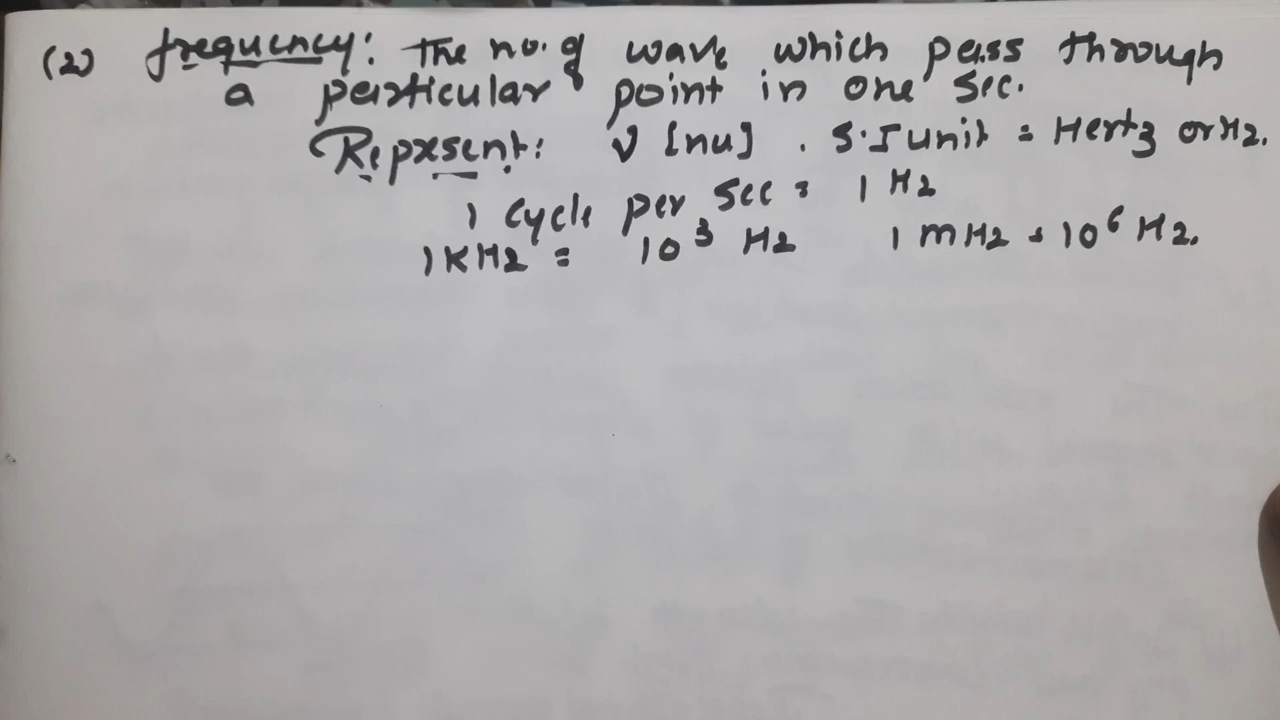 (2) frequency: The no. of wave which pass through
a particular point in one sec.
Represent: ν [nu] . S.I unit = Hertz or Hz.
1 cycle per sec = 1 Hz
1 KHz = 10³ Hz 1 mHz = 10⁶ Hz.